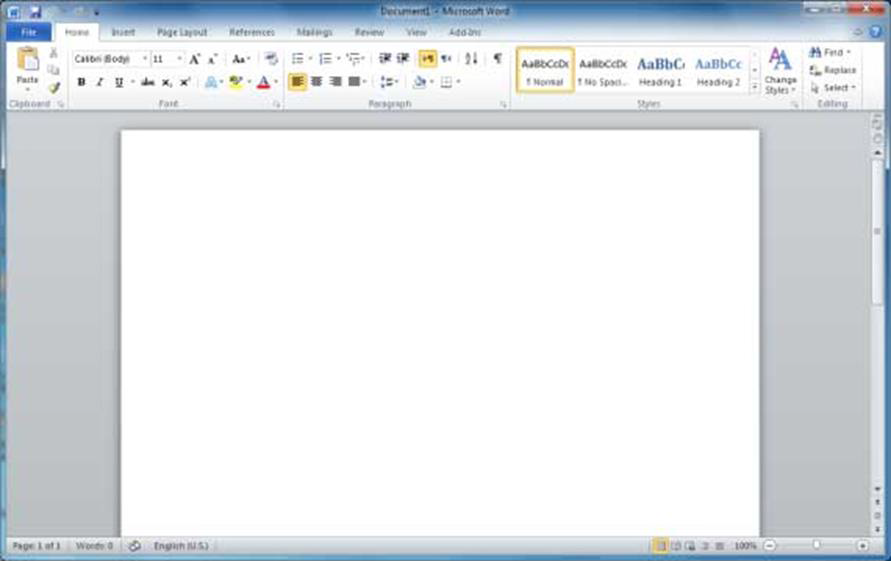 Document1 - Microsoft Word
File Home Insert Page Layout References Mailings Review View Add-Ins
Calibri (Body) 11
AaBbCcDc AaBbCcDc AaBbC AaBbCc
Paste
¶ Normal ¶ No Spaci... Heading 1 Heading 2
Change Styles
Find
Replace
Select
Clipboard Font Paragraph Styles Editing
Page: 1 of 1 Words: 0 English (U.S.) 100%